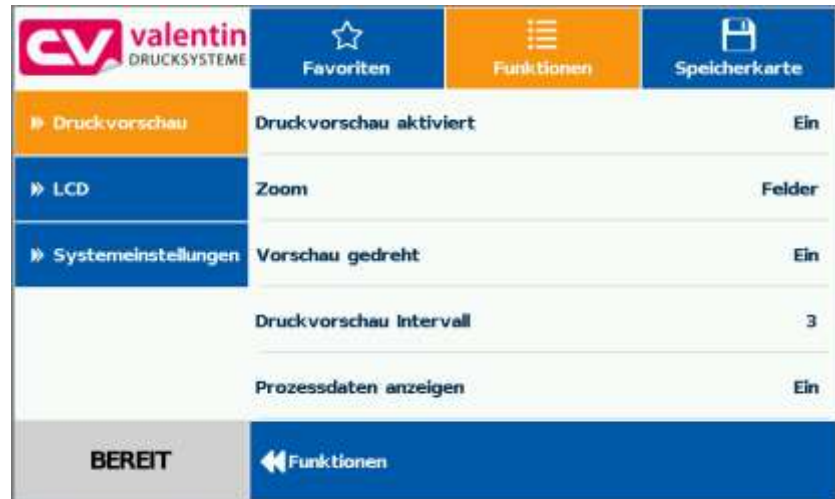 cv valentin
DRUCKSYSTEME
Favoriten
Funktionen
Speicherkarte
Druckvorschau
Druckvorschau aktiviert Ein
LCD
Zoom Felder
Systemeinstellungen
Vorschau gedreht Ein
Druckvorschau Intervall 3
Prozessdaten anzeigen Ein
BEREIT
Funktionen